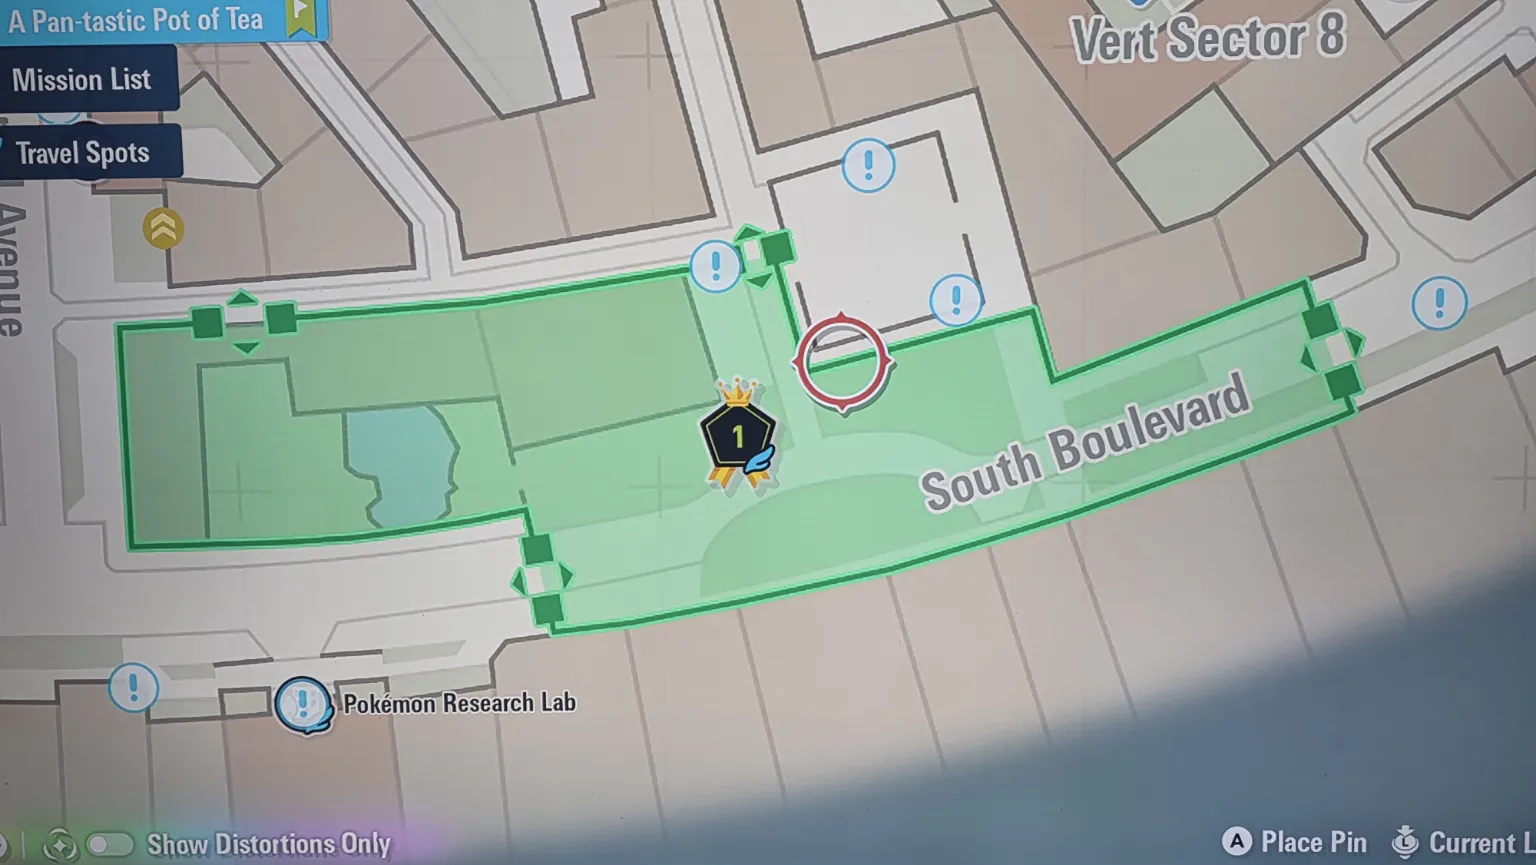 A Pan-tastic Pot of Tea
Vert Sector 8
Mission List
Travel Spots
Avenue
1
South Boulevard
Pokémon Research Lab
Show Distortions Only
A Place Pin
L Current L